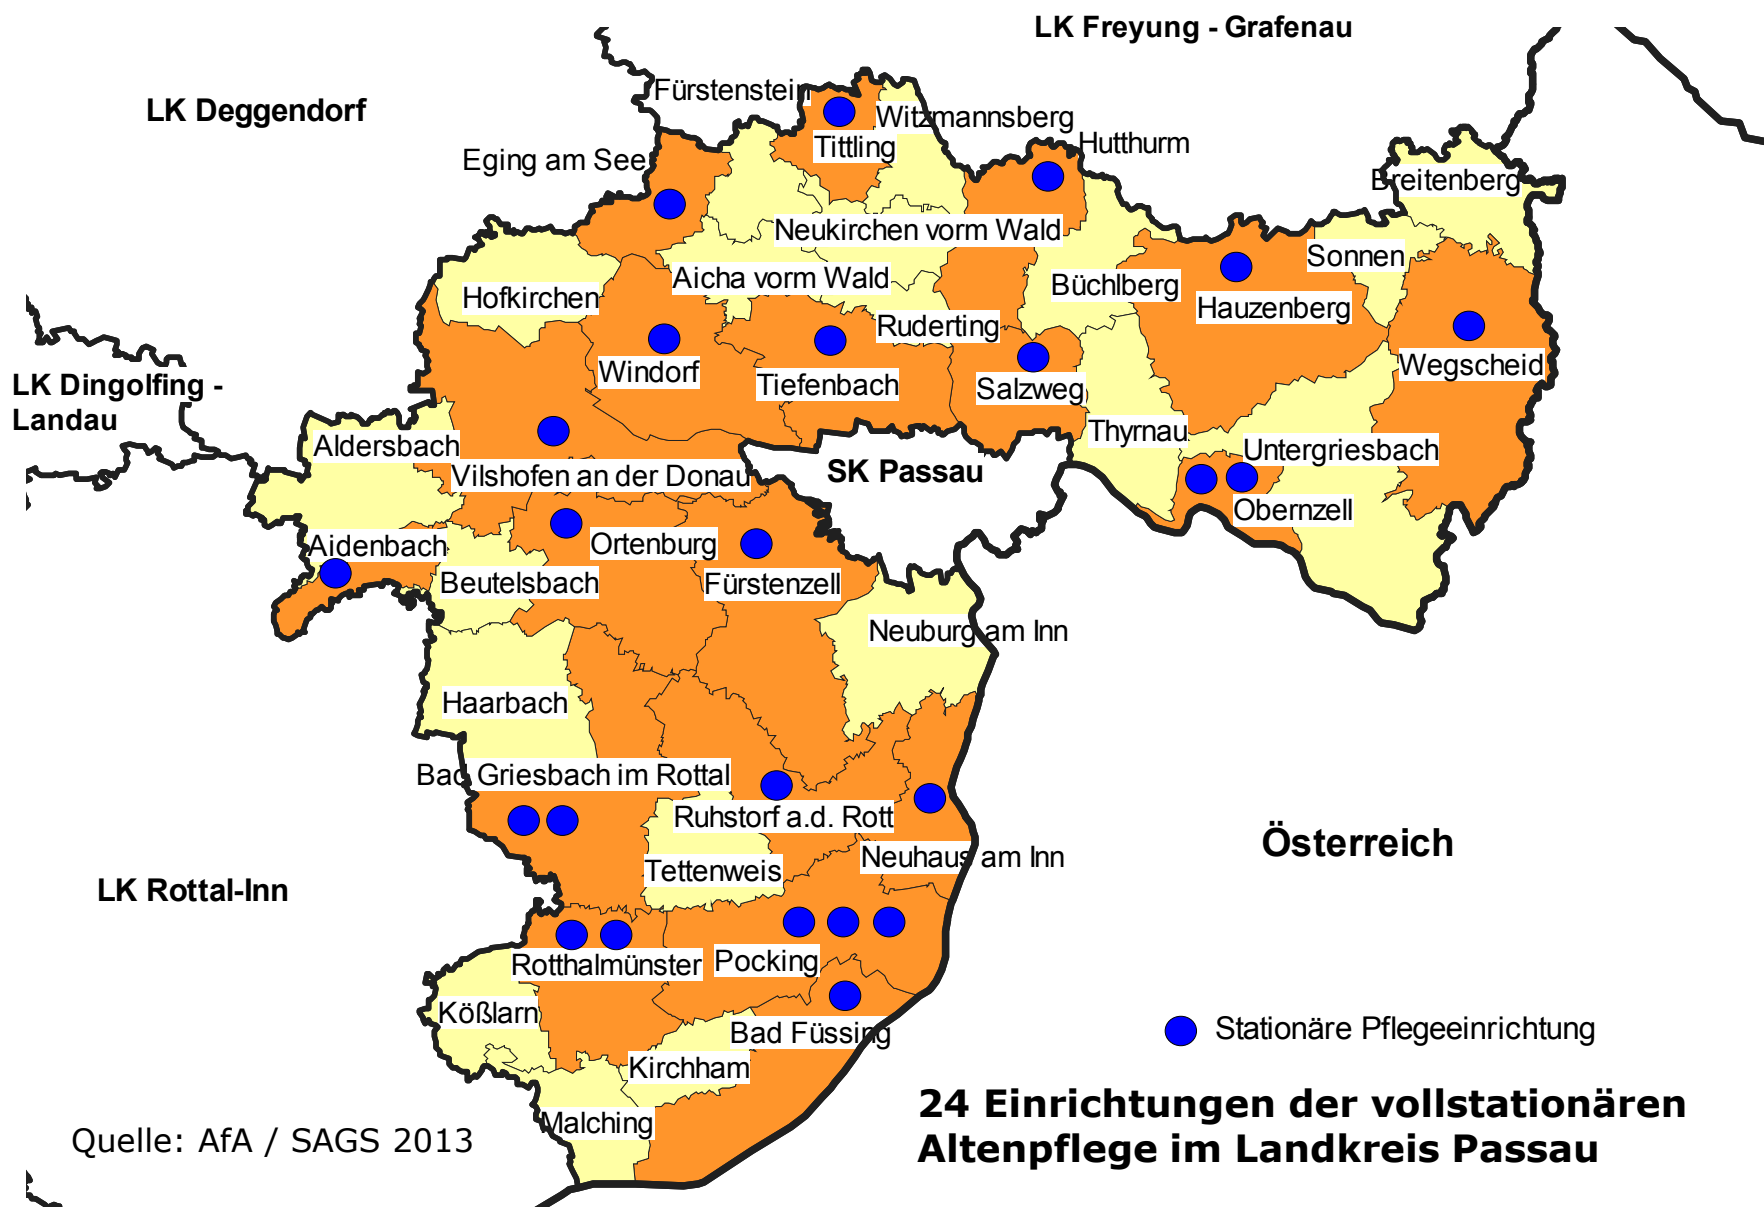 LK Freyung - Grafenau
LK Deggendorf
Fürstenstein
Witzmannsberg
Tittling
Hutthurm
Eging am See
Breitenberg
Neukirchen vorm Wald
Sonnen
Aicha vorm Wald
Büchlberg
Hofkirchen
Hauzenberg
Ruderting
Windorf
Wegscheid
LK Dingolfing -
Landau
Tiefenbach
Salzweg
Thyrnau
Aldersbach
Untergriesbach
Vilshofen an der Donau
SK Passau
Obernzell
Aidenbach
Ortenburg
Beutelsbach
Fürstenzell
Neuburg am Inn
Haarbach
Bad Griesbach im Rottal
Ruhstorf a.d. Rott
Österreich
Neuhaus am Inn
Tettenweis
LK Rottal-Inn
Rotthalmünster
Pocking
Kößlarn
Bad Füssing
Stationäre Pflegeeinrichtung
Kirchham
Malching
24 Einrichtungen der vollstationären
Altenpflege im Landkreis Passau
Quelle: AfA / SAGS 2013